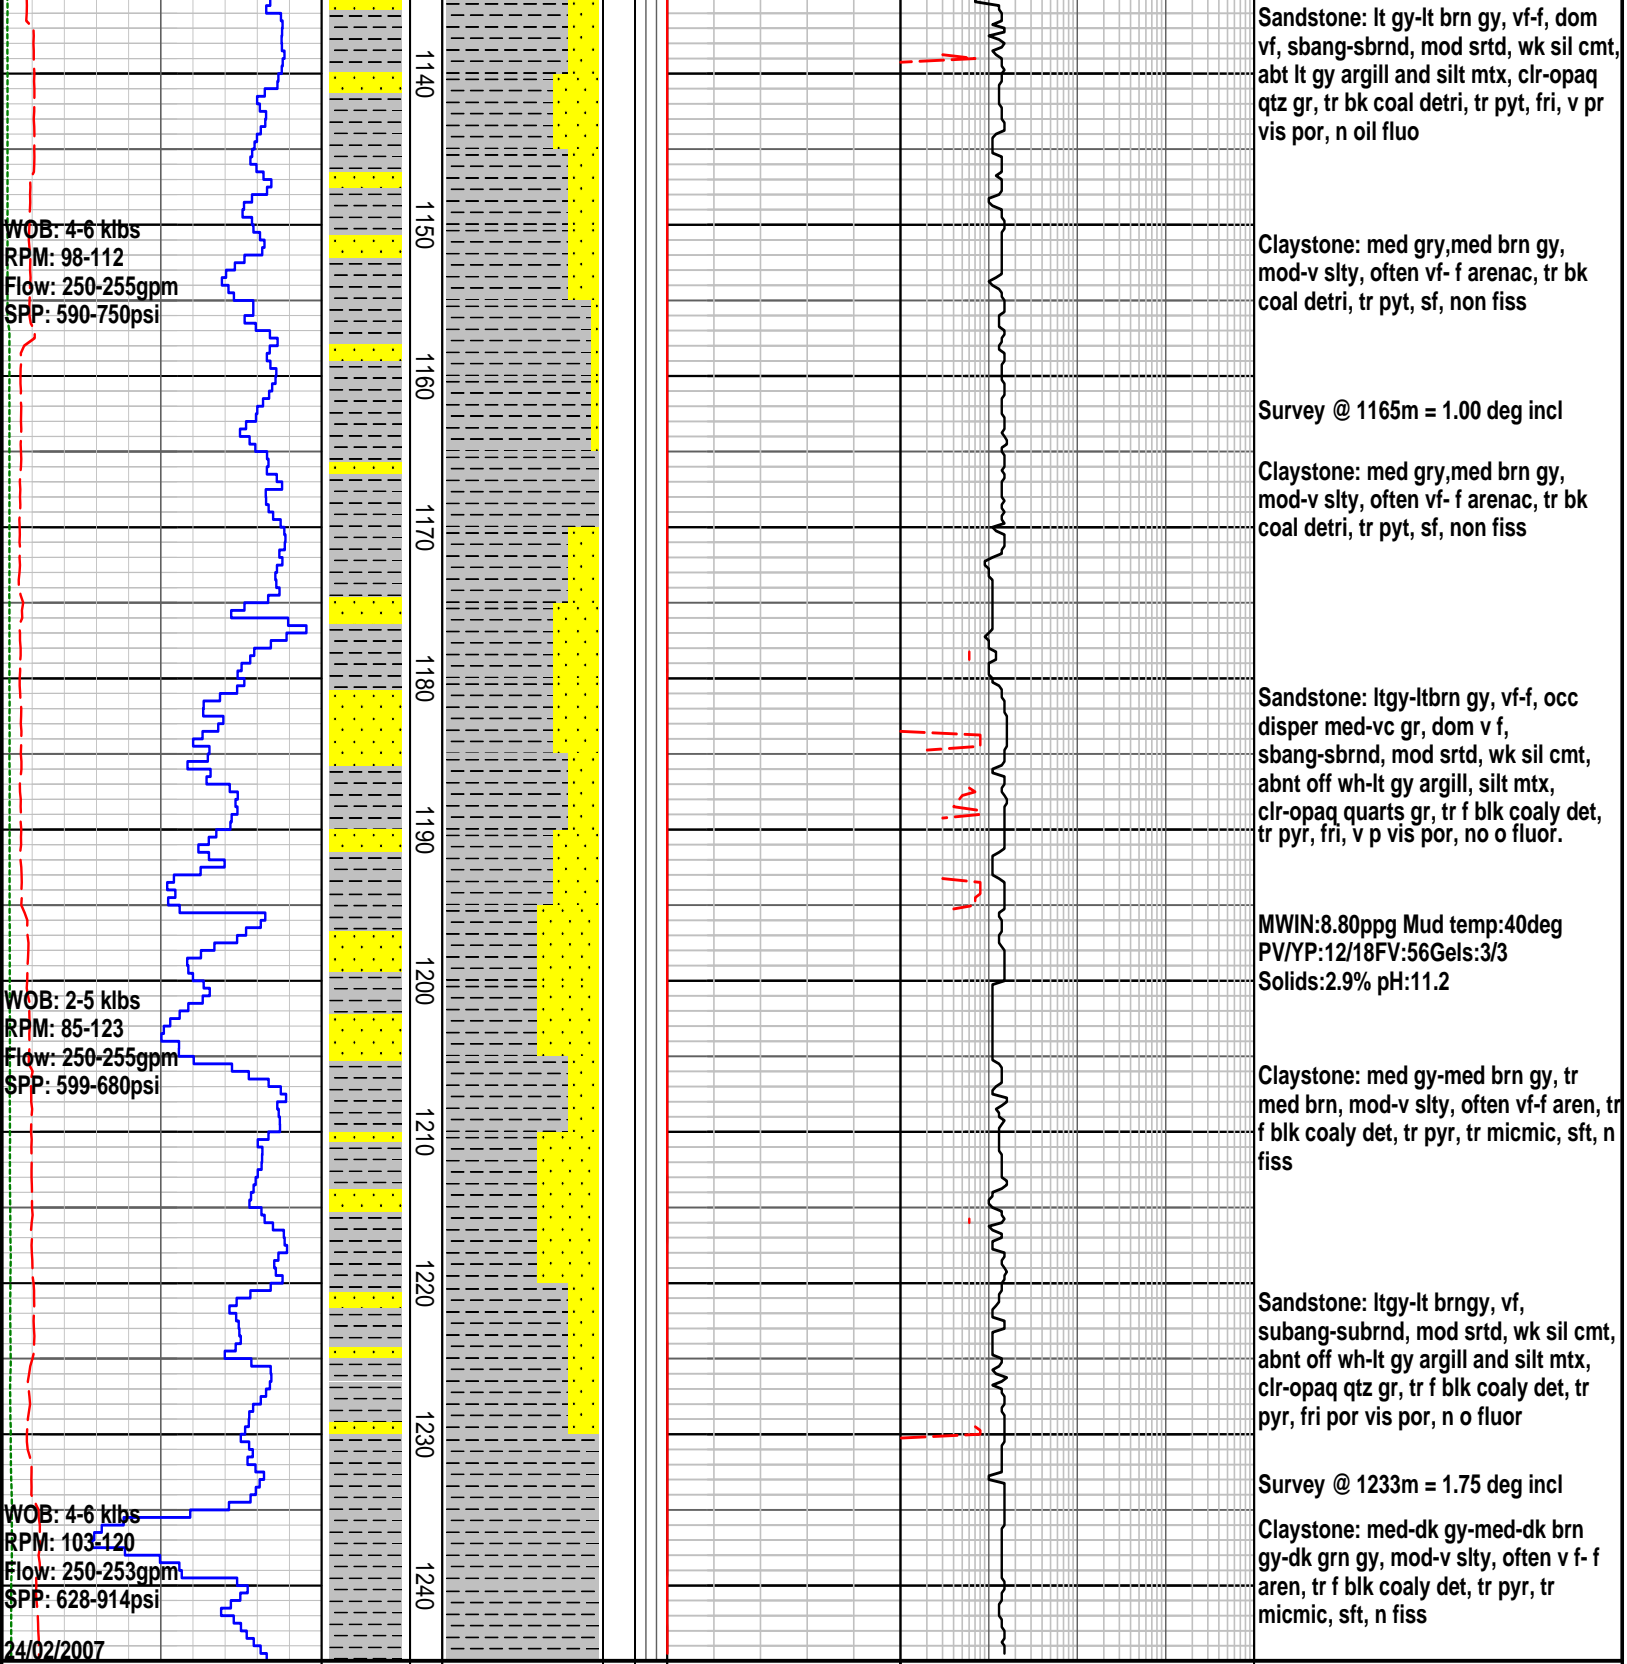 Sandstone: lt gy-lt brn gy, vf-f, dom
vf, sbang-sbrnd, mod srtd, wk sil cmt,
abt lt gy argill and silt mtx, clr-opaq
qtz gr, tr bk coal detri, tr pyt, fri, v pr
vis por, n oil fluo
1140
WOB: 4-6 klbs
RPM: 98-112
Flow: 250-255gpm
SPP: 590-750psi
1150
Claystone: med gry,med brn gy,
mod-v slty, often vf- f arenac, tr bk
coal detri, tr pyt, sf, non fiss
1160
Survey @ 1165m = 1.00 deg incl
Claystone: med gry,med brn gy,
mod-v slty, often vf- f arenac, tr bk
coal detri, tr pyt, sf, non fiss
1170
1180
Sandstone: ltgy-ltbrn gy, vf-f, occ
disper med-vc gr, dom v f,
sbang-sbrnd, mod srtd, wk sil cmt,
abnt off wh-lt gy argill, silt mtx,
clr-opaq quarts gr, tr f blk coaly det,
tr pyr, fri, v p vis por, no o fluor.
1190
MWIN:8.80ppg Mud temp:40deg
PV/YP:12/18FV:56Gels:3/3
Solids:2.9% pH:11.2
1200
WOB: 2-5 klbs
RPM: 85-123
Flow: 250-255gpm
SPP: 599-680psi
Claystone: med gy-med brn gy, tr
med brn, mod-v slty, often vf-f aren, tr
f blk coaly det, tr pyr, tr micmic, sft, n
fiss
1210
1220
Sandstone: ltgy-lt brngy, vf,
subang-subrnd, mod srtd, wk sil cmt,
abnt off wh-lt gy argill and silt mtx,
clr-opaq qtz gr, tr f blk coaly det, tr
pyr, fri por vis por, n o fluor
1230
Survey @ 1233m = 1.75 deg incl
WOB: 4-6 klbs
RPM: 103-120
Flow: 250-253gpm
SPP: 628-914psi
1240
Claystone: med-dk gy-med-dk brn
gy-dk grn gy, mod-v slty, often v f- f
aren, tr f blk coaly det, tr pyr, tr
micmic, sft, n fiss
24/02/2007